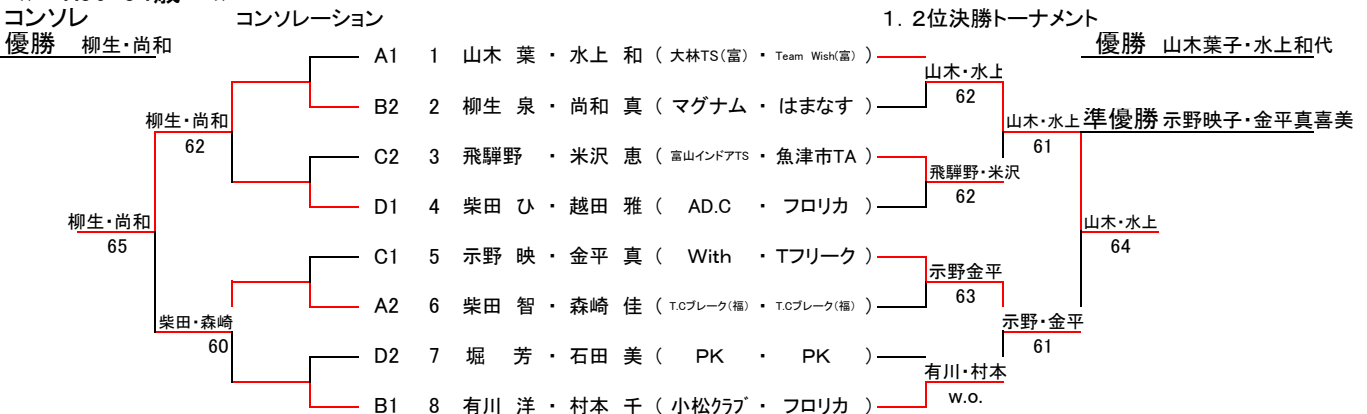 コンソレ コンソレーション 1．2位決勝トーナメント
優勝 柳生・尚和 優勝 山木葉子・水上和代
A1 1 山木 葉 ・ 水上 和 （ 大林TS（富） ・ Team Wish(富) ）
山木・水上
62
B2 2 柳生 泉 ・ 尚和 真 （ マグナム ・ はまなす ）
柳生・尚和 山木・水上 準優勝 示野映子・金平真喜美
62 61
C2 3 飛騨野 ・ 米沢 恵 （ 富山インドアTS ・ 魚津市TA ）
飛騨野・米沢
62
D1 4 柴田 ひ ・ 越田 雅 （ AD.C ・ フロリカ ）
柳生・尚和 山木・水上
65 64
C1 5 示野 映 ・ 金平 真 （ With ・ Tフリーク ）
示野金平
63
A2 6 柴田 智 ・ 森崎 佳 （ T.Cブレーク（福） ・ T.Cブレーク（福） ）
柴田・森崎 示野・金平
60 61
D2 7 堀 芳 ・ 石田 美 （ PK ・ PK ）
有川・村本
w.o.
B1 8 有川 洋 ・ 村本 千 （ 小松クラブ ・ フロリカ ）